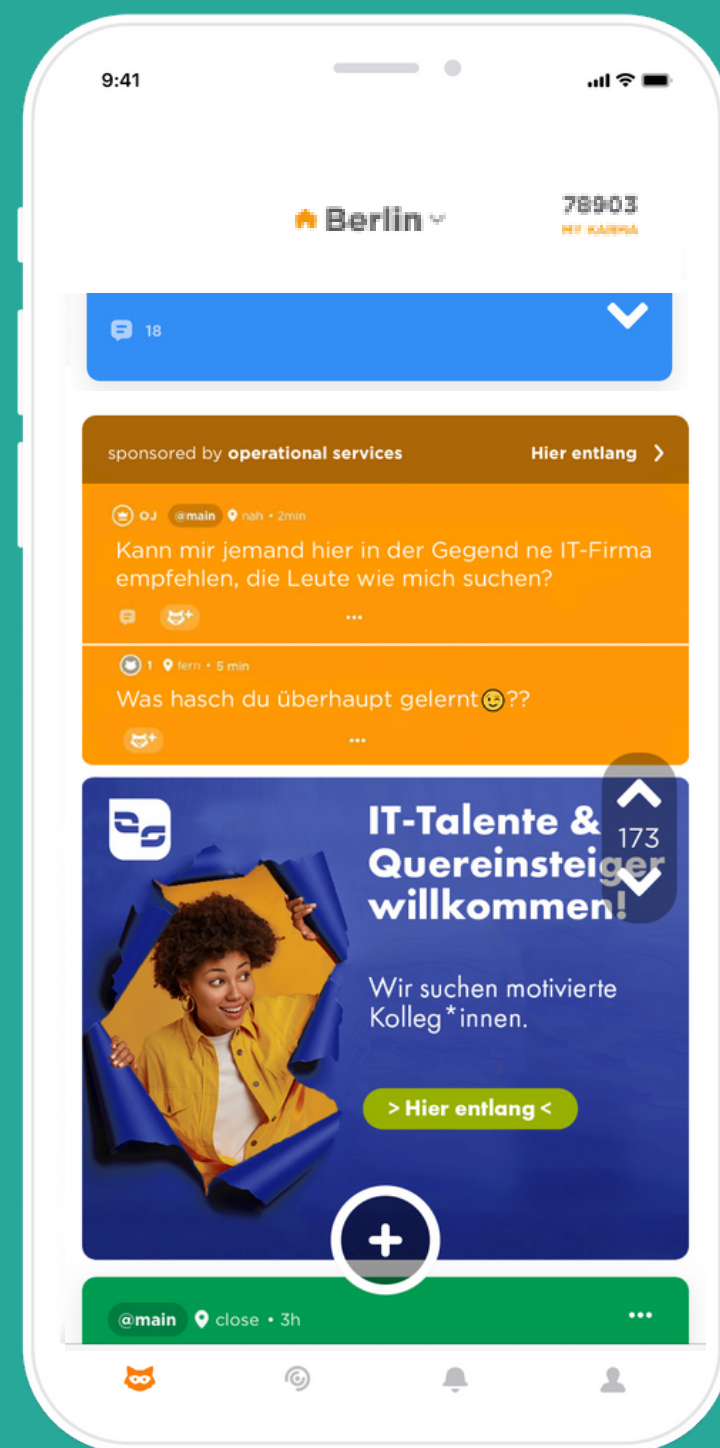 9:41
Berlin
78903
MY KARMA
18
sponsored by operational services
Hier entlang
OJ @main nah • 2min
Kann mir jemand hier in der Gegend ne IT-Firma
empfehlen, die Leute wie mich suchen?
1 fern • 5 min
Was hasch du überhaupt gelernt😉??
IT-Talente &
Quereinsteiger
willkommen!
173
Wir suchen motivierte
Kolleg*innen.
> Hier entlang <
@main close • 3h